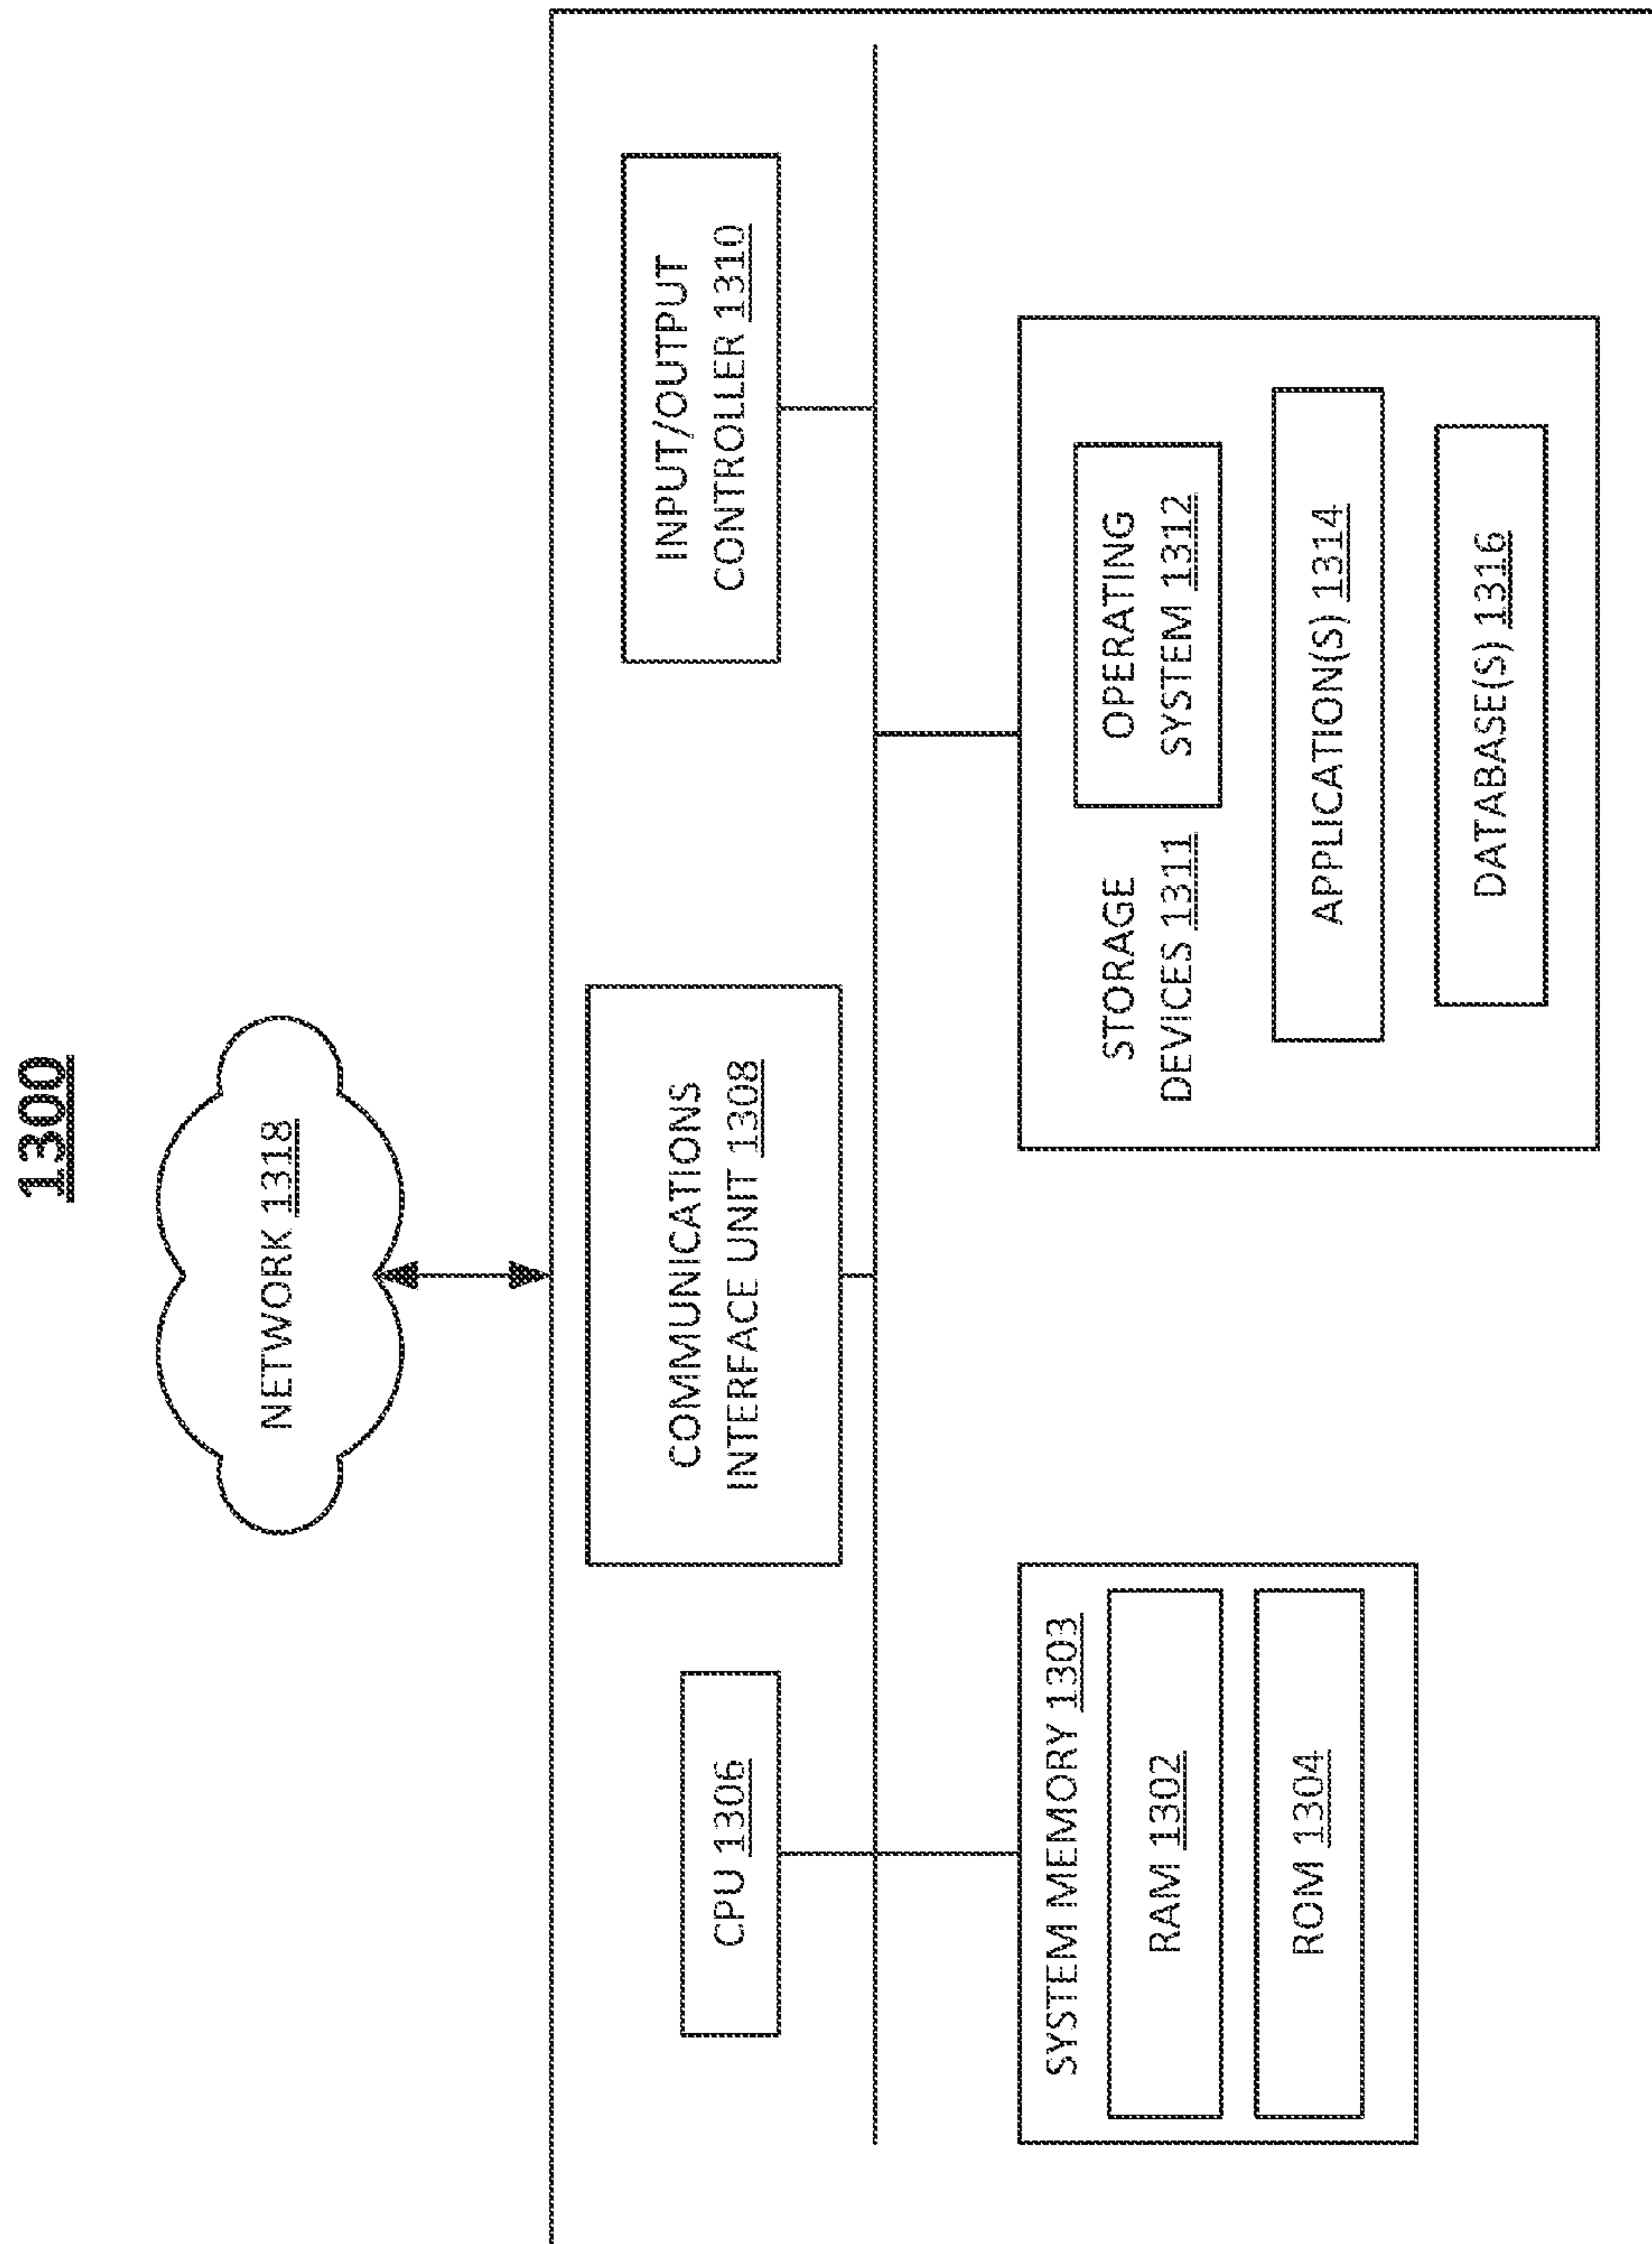 1300
NETWORK 1318
CPU 1306
COMMUNICATIONS
INTERFACE UNIT 1308
INPUT/OUTPUT
CONTROLLER 1310
SYSTEM MEMORY 1303
RAM 1302
ROM 1304
STORAGE
DEVICES 1311
OPERATING
SYSTEM 1312
APPLICATION(S) 1314
DATABASE(S) 1316